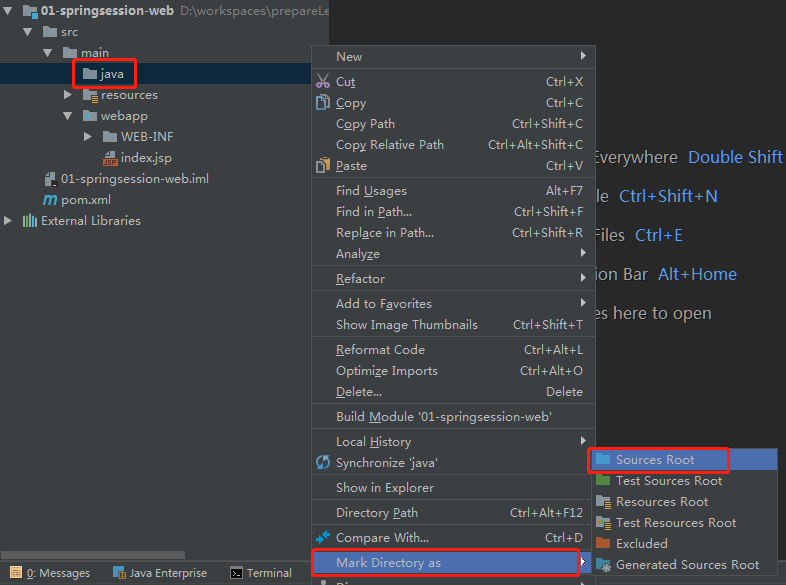 01-springsession-web D:\workspaces\prepareLe
src
main
java
resources
webapp
WEB-INF
index.jsp
01-springsession-web.iml
pom.xml
External Libraries
New
Cut Ctrl+X
Copy Ctrl+C
Copy Path Ctrl+Shift+C
Copy Relative Path Ctrl+Alt+Shift+C
Paste Ctrl+V
Find Usages Alt+F7
Find in Path... Ctrl+Shift+F
Replace in Path... Ctrl+Shift+R
Analyze
Refactor
Add to Favorites
Show Image Thumbnails Ctrl+Shift+T
Reformat Code Ctrl+Alt+L
Optimize Imports Ctrl+Alt+O
Delete... Delete
Build Module '01-springsession-web'
Local History
Synchronize 'java'
Show in Explorer
Directory Path Ctrl+Alt+F12
Compare With... Ctrl+D
Mark Directory as
Everywhere Double Shift
le Ctrl+Shift+N
Files Ctrl+E
ion Bar Alt+Home
es here to open
Sources Root
Test Sources Root
Resources Root
Test Resources Root
Excluded
Generated Sources Root
0: Messages Java Enterprise Terminal
JSP